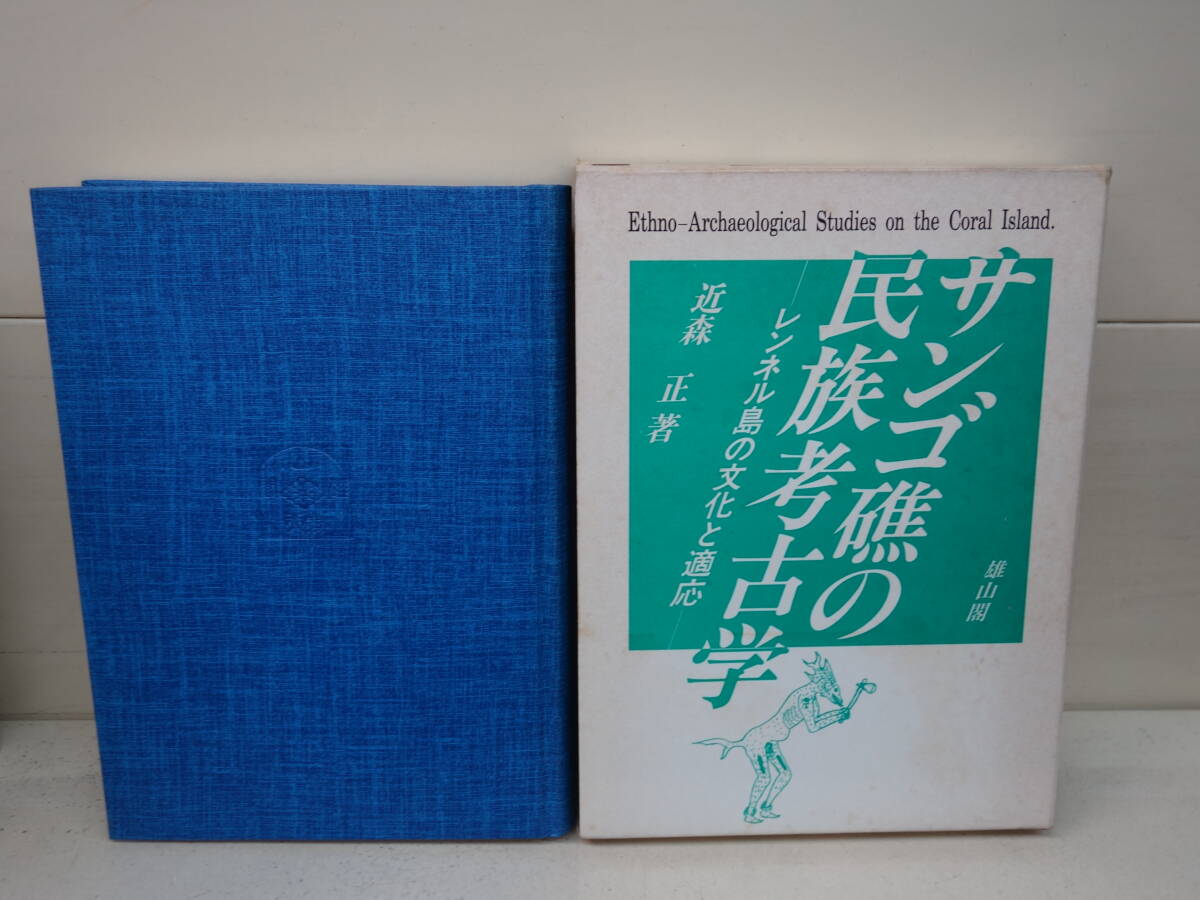 Ethno-Archaeological Studies on the Coral Island.
サンゴ礁の
民族考古学
―レンネル島の文化と適応―
近森 正 著
雄山閣